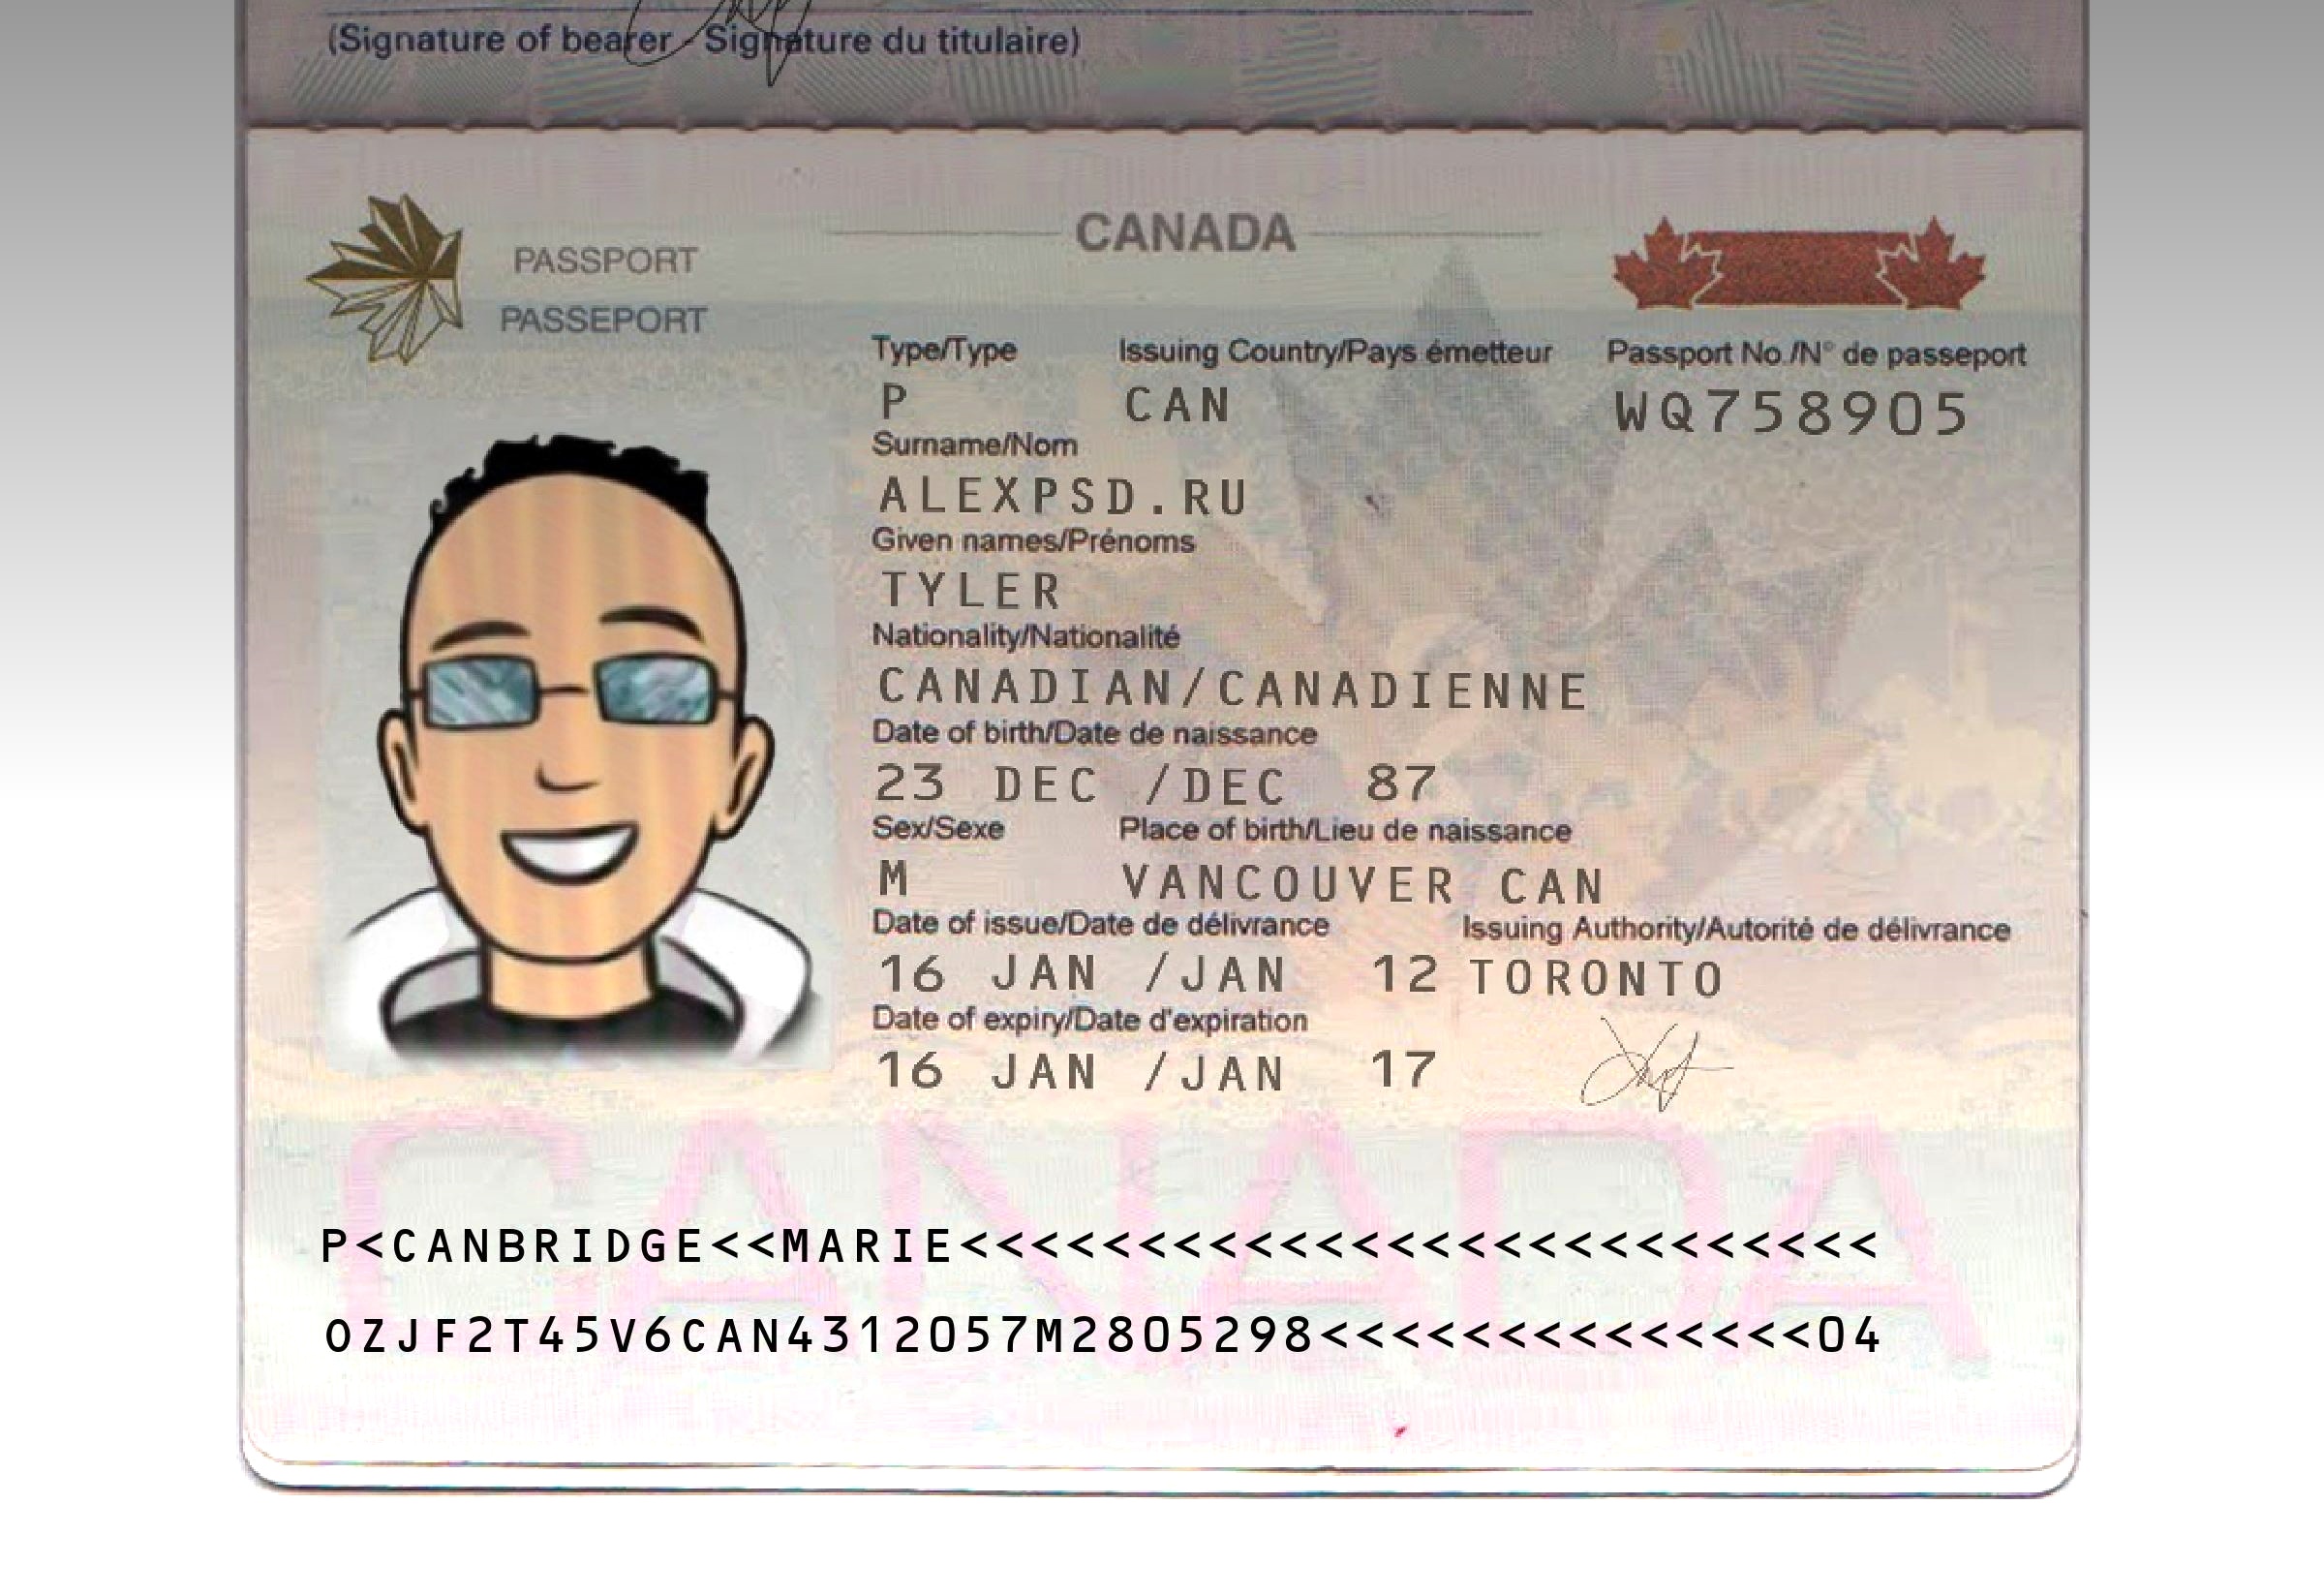 (Signature of bearer - Signature du titulaire)
CANADA
PASSPORT
PASSEPORT
Type/Type Issuing Country/Pays émetteur Passport No./N° de passeport
P CAN WQ758905
Surname/Nom
ALEXPSD.RU
Given names/Prénoms
TYLER
Nationality/Nationalité
CANADIAN/CANADIENNE
Date of birth/Date de naissance
23 DEC /DEC 87
Sex/Sexe Place of birth/Lieu de naissance
M VANCOUVER CAN
Date of issue/Date de délivrance Issuing Authority/Autorité de délivrance
16 JAN /JAN 12 TORONTO
Date of expiry/Date d'expiration
16 JAN /JAN 17
CANADA
P<CANBRIDGE<<MARIE<<<<<<<<<<<<<<<<<<<<<<<<<<
OZJF2T45V6CAN4312057M2805298<<<<<<<<<<<<<<04